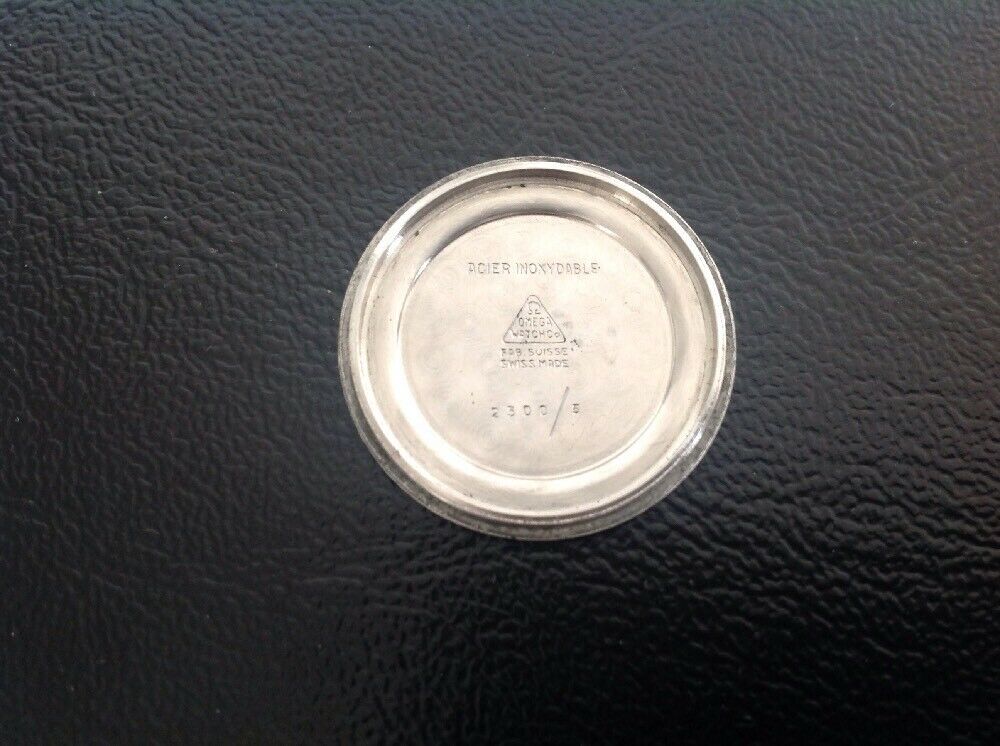 ACIER INOXYDABLE
Ω
OMEGA
WATCH Co
FAB. SUISSE
SWISS MADE
2300/5